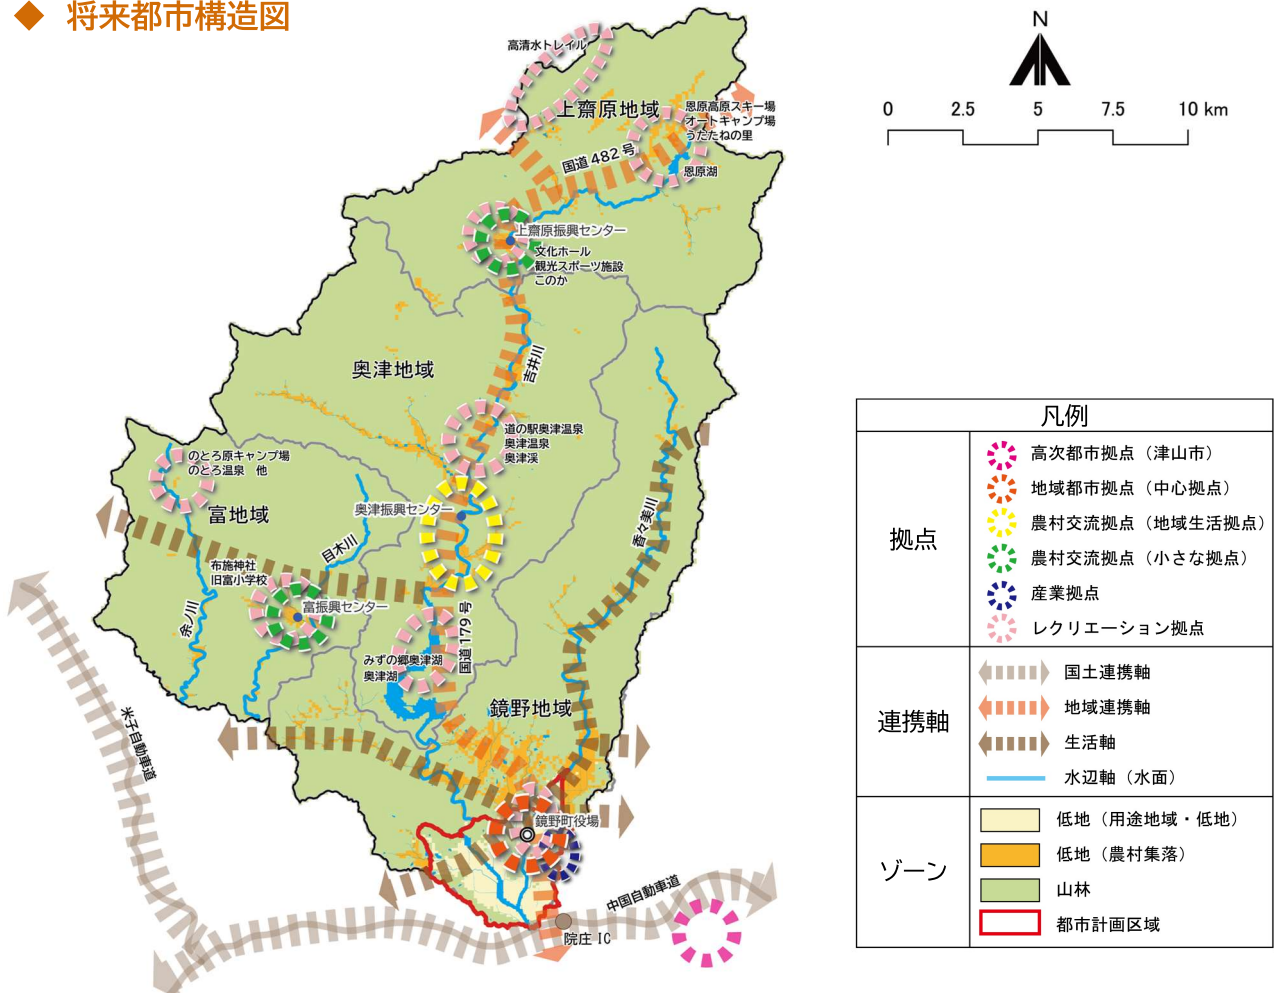 ◆ 将来都市構造図
N
0 2.5 5 7.5 10 km
高清水トレイル
上齋原地域
恩原高原スキー場
オートキャンプ場
うたたねの里
国道 482 号
恩原湖
上齋原振興センター
文化ホール
観光スポーツ施設
このか
吉井川
奥津地域
道の駅奥津温泉
奥津温泉
奥津渓
のとろ原キャンプ場
のとろ温泉 他
富地域
奥津振興センター
香々美川
目木川
布施神社
旧富小学校
富振興センター
余ノ川
国道 179 号
みずの郷奥津湖
奥津湖
鏡野地域
米子自動車道
鏡野町役場
中国自動車道
院庄 IC
凡例
拠点
高次都市拠点（津山市）
地域都市拠点（中心拠点）
農村交流拠点（地域生活拠点）
農村交流拠点（小さな拠点）
産業拠点
レクリエーション拠点
連携軸
国土連携軸
地域連携軸
生活軸
水辺軸（水面）
ゾーン
低地（用途地域・低地）
低地（農村集落）
山林
都市計画区域